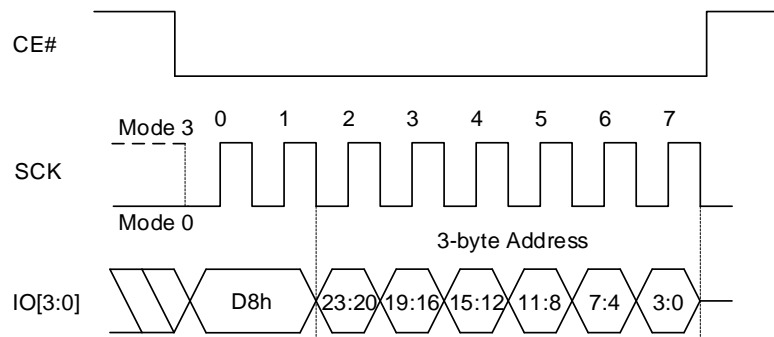 CE#
Mode 3
0 1 2 3 4 5 6 7
SCK
Mode 0
3-byte Address
IO[3:0]
D8h 23:20 19:16 15:12 11:8 7:4 3:0